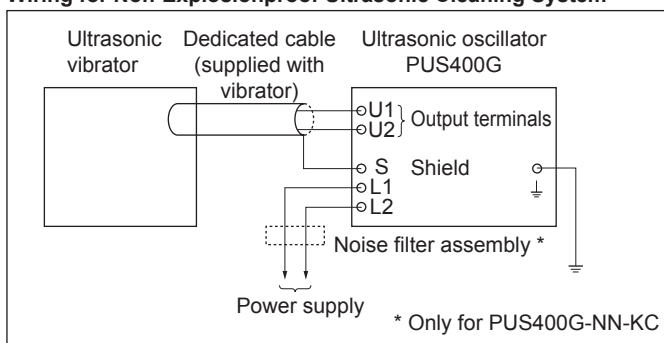 Wiring for Non-Explosionproof Ultrasonic Cleaning System
Ultrasonic
vibrator
Dedicated cable
(supplied with
vibrator)
Ultrasonic oscillator
PUS400G
U1
U2
Output terminals
S
Shield
L1
L2
Noise filter assembly *
Power supply
* Only for PUS400G-NN-KC